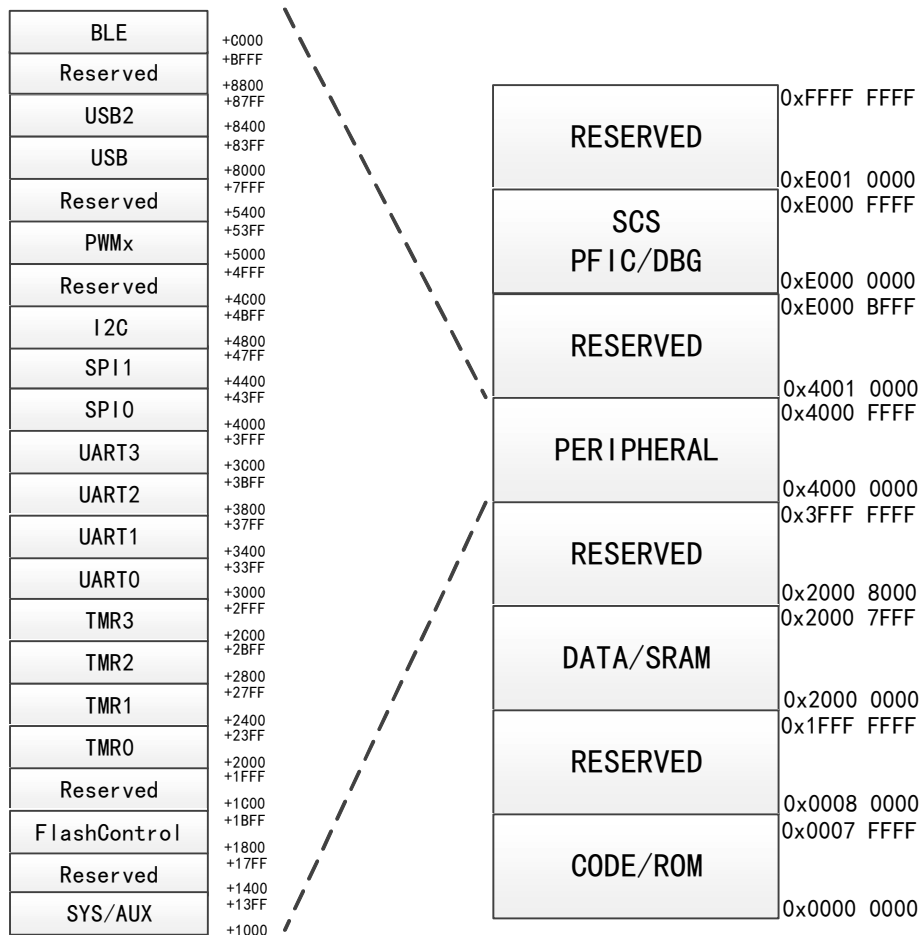 BLE
+C000
+BFFF
Reserved
+8800
+87FF
USB2
+8400
+83FF
USB
+8000
+7FFF
Reserved
+5400
+53FF
PWMx
+5000
+4FFF
Reserved
+4C00
+4BFF
I2C
+4800
+47FF
SPI1
+4400
+43FF
SPI0
+4000
+3FFF
UART3
+3C00
+3BFF
UART2
+3800
+37FF
UART1
+3400
+33FF
UART0
+3000
+2FFF
TMR3
+2C00
+2BFF
TMR2
+2800
+27FF
TMR1
+2400
+23FF
TMR0
+2000
+1FFF
Reserved
+1C00
+1BFF
FlashControl
+1800
+17FF
Reserved
+1400
+13FF
SYS/AUX
+1000
0xFFFF FFFF
RESERVED
0xE001 0000
0xE000 FFFF
SCS
PFIC/DBG
0xE000 0000
0xE000 BFFF
RESERVED
0x4001 0000
0x4000 FFFF
PERIPHERAL
0x4000 0000
0x3FFF FFFF
RESERVED
0x2000 8000
0x2000 7FFF
DATA/SRAM
0x2000 0000
0x1FFF FFFF
RESERVED
0x0008 0000
0x0007 FFFF
CODE/ROM
0x0000 0000